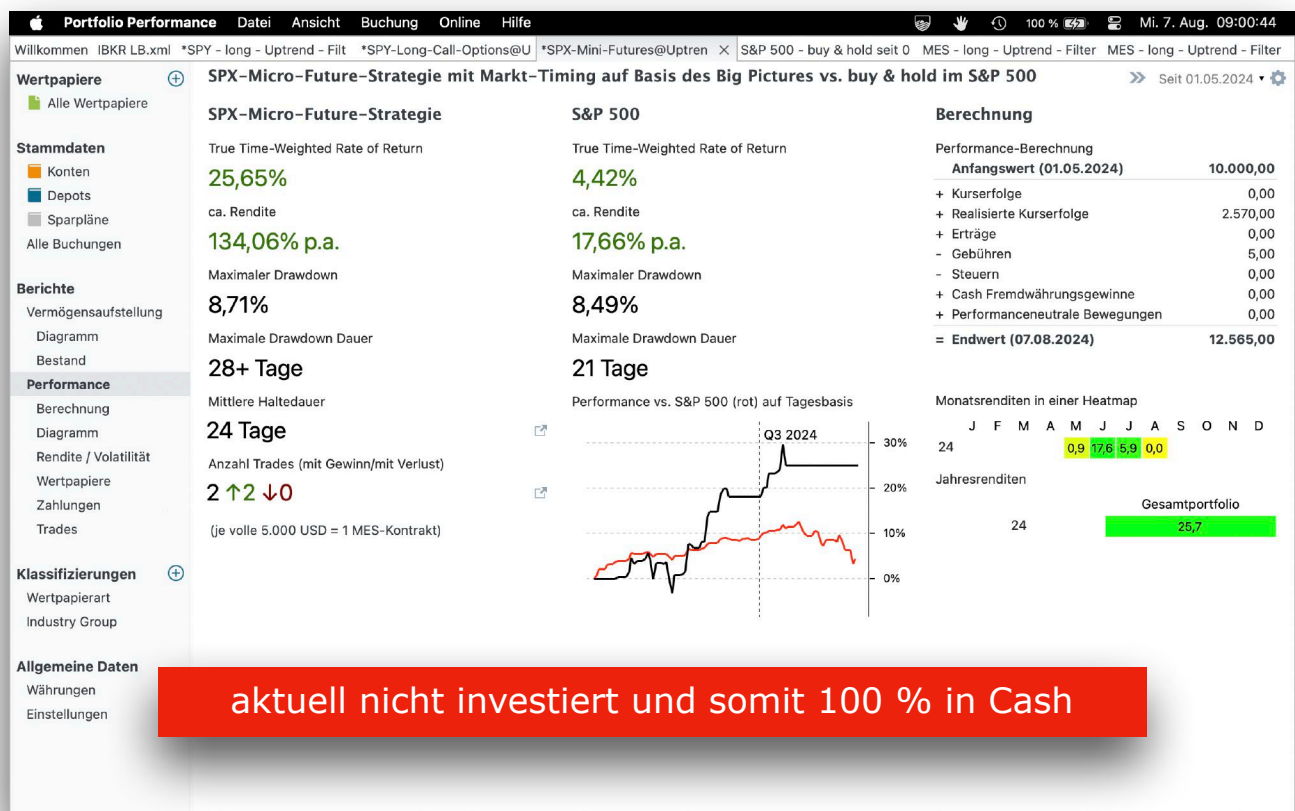 Portfolio Performance Datei Ansicht Buchung Online Hilfe 100 % Mi. 7. Aug. 09:00:44
Willkommen IBKR LB.xml *SPY - long - Uptrend - Filt *SPY-Long-Call-Options@U *SPX-Mini-Futures@Uptren × S&P 500 - buy & hold seit 0 MES - long - Uptrend - Filter MES - long - Uptrend - Filter
Wertpapiere
Alle Wertpapiere
Stammdaten
Konten
Depots
Sparpläne
Alle Buchungen
Berichte
Vermögensaufstellung
Diagramm
Bestand
Performance
Berechnung
Diagramm
Rendite / Volatilität
Wertpapiere
Zahlungen
Trades
Klassifizierungen
Wertpapierart
Industry Group
Allgemeine Daten
Währungen
Einstellungen
SPX-Micro-Future-Strategie mit Markt-Timing auf Basis des Big Pictures vs. buy & hold im S&P 500
Seit 01.05.2024
SPX-Micro-Future-Strategie
True Time-Weighted Rate of Return
25,65%
ca. Rendite
134,06% p.a.
Maximaler Drawdown
8,71%
Maximale Drawdown Dauer
28+ Tage
Mittlere Haltedauer
24 Tage
Anzahl Trades (mit Gewinn/mit Verlust)
2 ↑2 ↓0
(je volle 5.000 USD = 1 MES-Kontrakt)
S&P 500
True Time-Weighted Rate of Return
4,42%
ca. Rendite
17,66% p.a.
Maximaler Drawdown
8,49%
Maximale Drawdown Dauer
21 Tage
Performance vs. S&P 500 (rot) auf Tagesbasis
Q3 2024
30%
20%
10%
0%
Berechnung
Performance-Berechnung
Anfangswert (01.05.2024) 10.000,00
+ Kurserfolge 0,00
+ Realisierte Kurserfolge 2.570,00
+ Erträge 0,00
- Gebühren 5,00
- Steuern 0,00
+ Cash Fremdwährungsgewinne 0,00
+ Performanceneutrale Bewegungen 0,00
= Endwert (07.08.2024) 12.565,00
Monatsrenditen in einer Heatmap
J F M A M J J A S O N D
24 0,9 17,6 5,9 0,0
Jahresrenditen
Gesamtportfolio
24 25,7
aktuell nicht investiert und somit 100 % in Cash